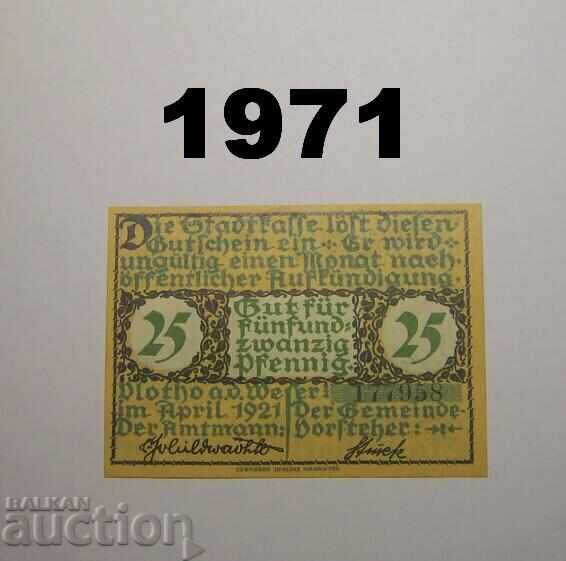 1971
Die Stadtkasse löst diesen
Gutschein ein • Er wird
ungültig einen Monat nach
öffentlicher Aufkündigung
25
Gut für
fünfund-
zwanzig
Pfennig
25
Vlotho a.d. Weser
177958
im April 1921
Der Gemeinde-
Der Amtmann:
Vorsteher:
BALKAN
auction